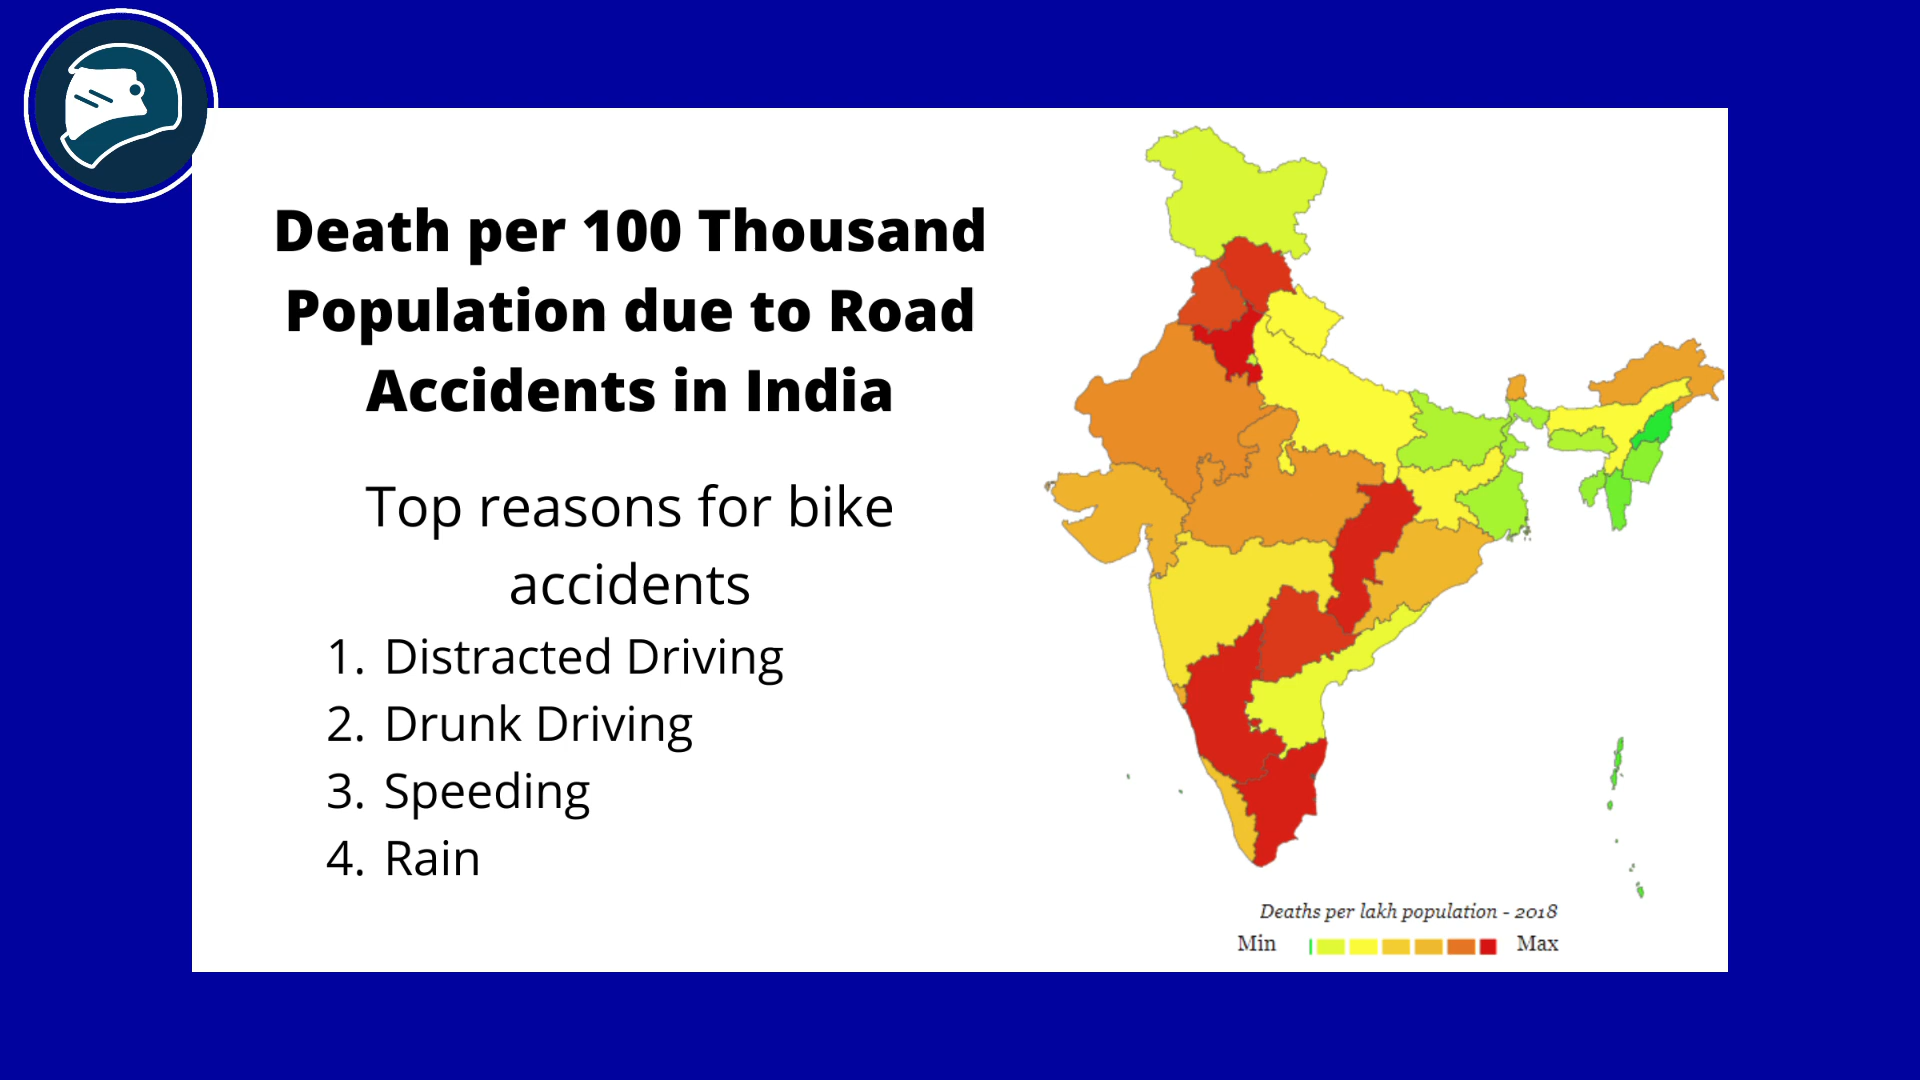 Death per 100 Thousand
Population due to Road
Accidents in India
Top reasons for bike
accidents
1. Distracted Driving
2. Drunk Driving
3. Speeding
4. Rain
Deaths per lakh population - 2018
Min Max